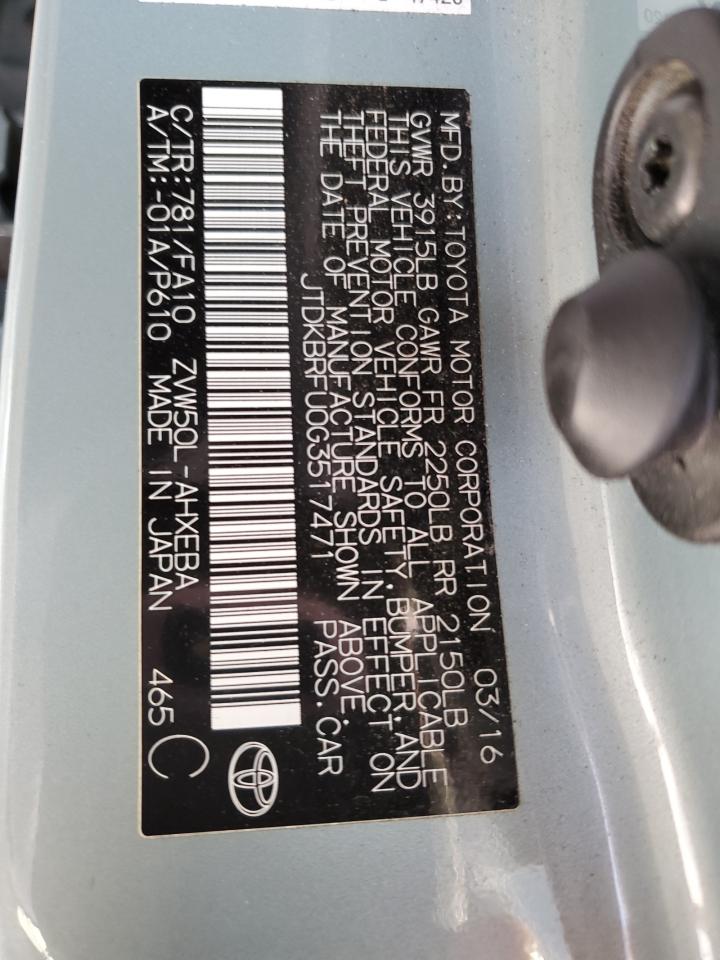 MFD.BY:TOYOTA MOTOR CORPORATION 03/16
GVWR 3915LB GAWR FR 2250LB RR 2150LB
THIS VEHICLE CONFORMS TO ALL APPLICABLE
FEDERAL MOTOR VEHICLE SAFETY,BUMPER,AND
THEFT PREVENTION STANDARDS IN EFFECT ON
THE DATE OF MANUFACTURE SHOWN ABOVE.
JTDKBRFU0G3517471 PASS.CAR
C/TR:781/FA10 ZVW50L-AHXEBA
A/TM:-01A/P610 MADE IN JAPAN 465 C